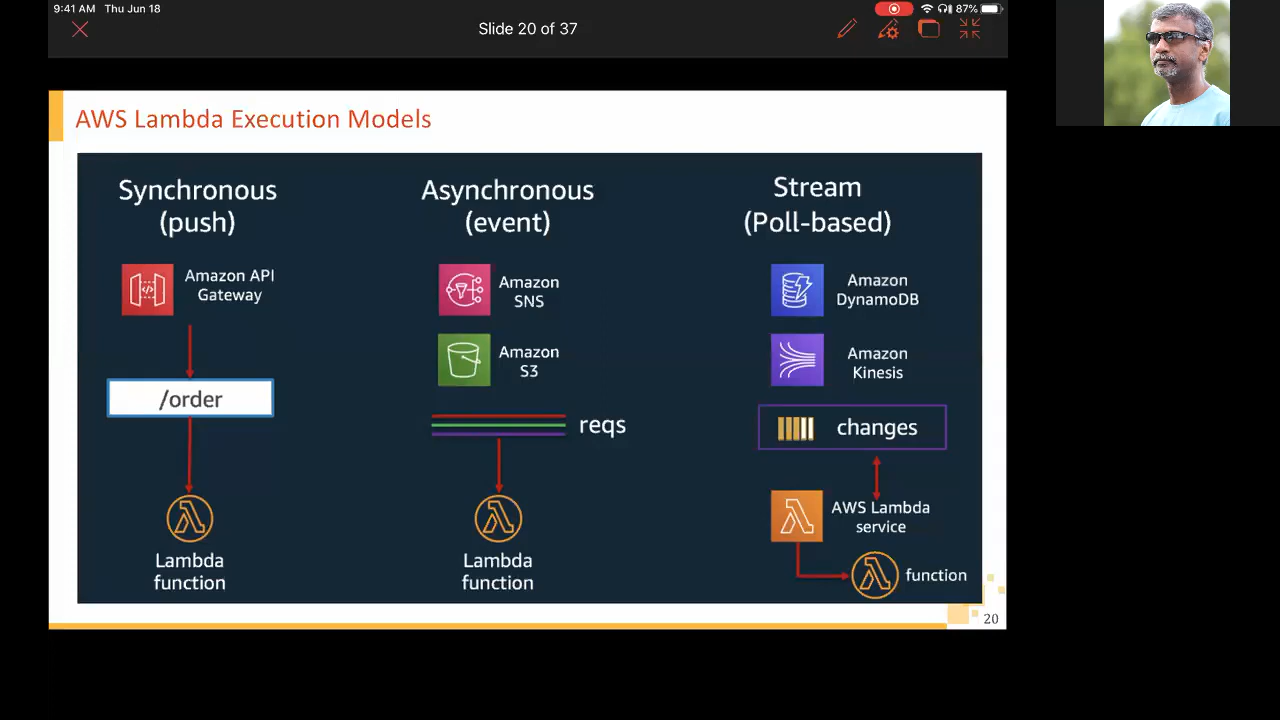 9:41 AM Thu Jun 18
87%
Slide 20 of 37
AWS Lambda Execution Models
Synchronous
(push)
Amazon API
Gateway
/order
Lambda
function
Asynchronous
(event)
Amazon
SNS
Amazon
S3
reqs
Lambda
function
Stream
(Poll-based)
Amazon
DynamoDB
Amazon
Kinesis
changes
AWS Lambda
service
function
20